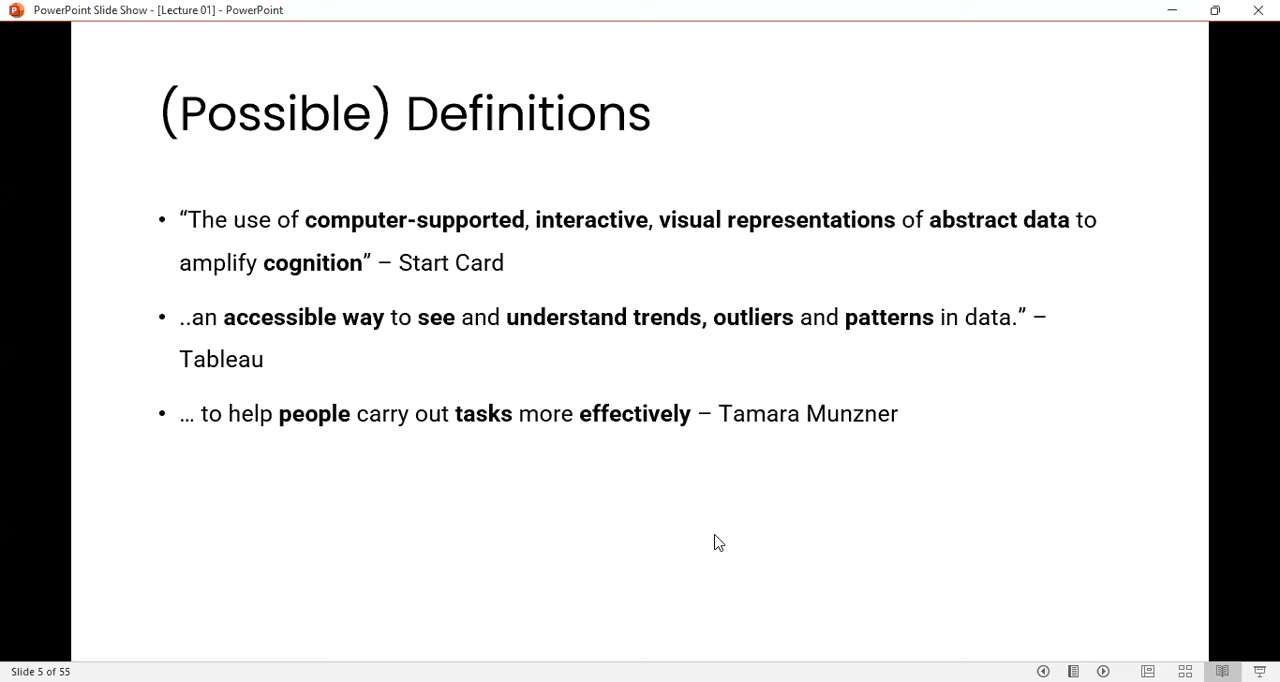 PowerPoint Slide Show - [Lecture 01] - PowerPoint
(Possible) Definitions
• “The use of computer-supported, interactive, visual representations of abstract data to
amplify cognition” – Start Card
• ..an accessible way to see and understand trends, outliers and patterns in data.” –
Tableau
• … to help people carry out tasks more effectively – Tamara Munzner
Slide 5 of 55